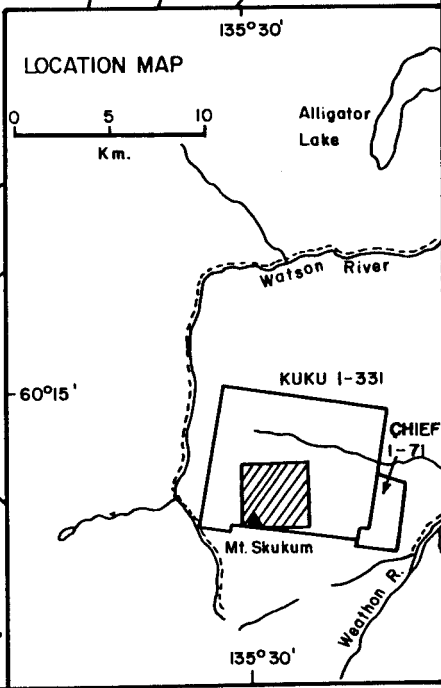 135°30'
LOCATION MAP
0 5 10
Km.
Alligator
Lake
Watson River
60°15'
KUKU 1-331
CHIEF
1-71
Mt. Skukum
Weathon R.
135°30'